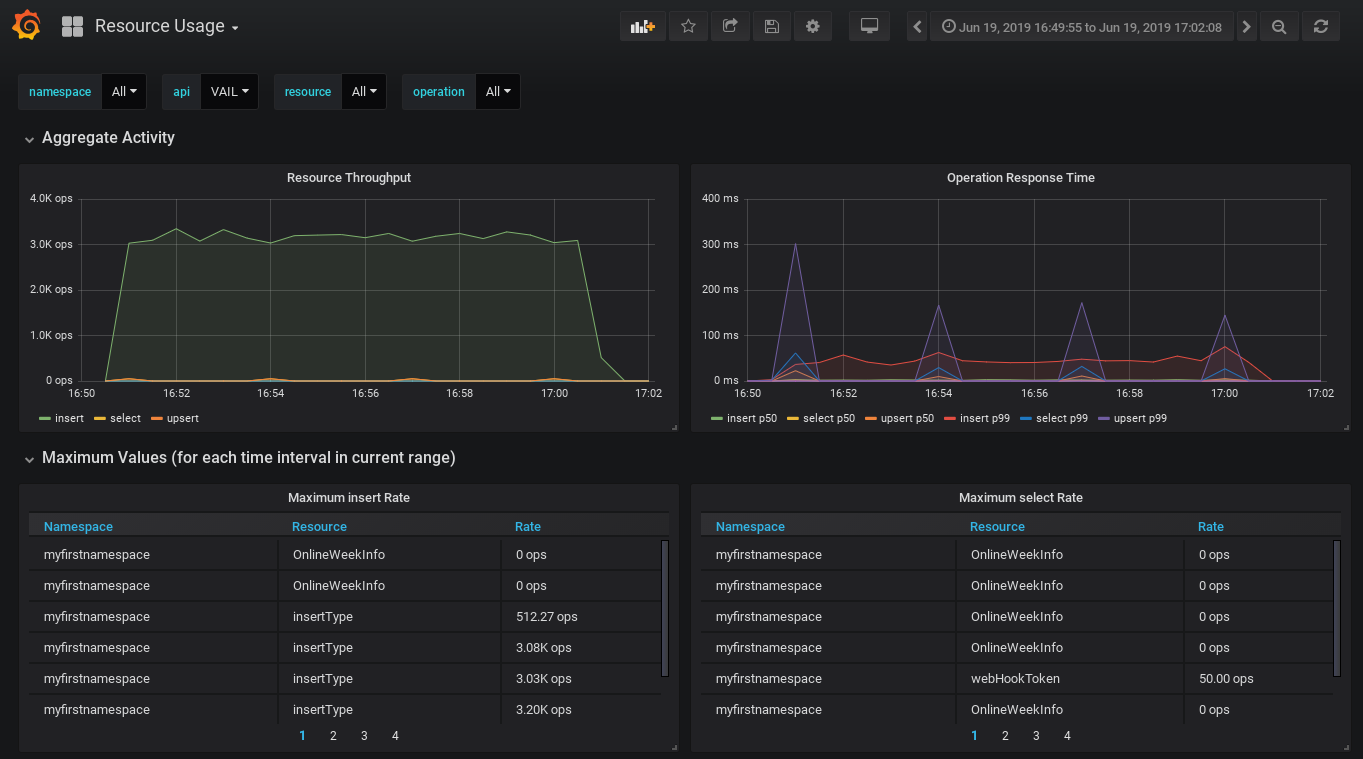 Resource Usage
Jun 19, 2019 16:49:55 to Jun 19, 2019 17:02:08
namespace All api VAIL resource All operation All
Aggregate Activity
Resource Throughput
4.0K ops
3.0K ops
2.0K ops
1.0K ops
0 ops
16:50 16:52 16:54 16:56 16:58 17:00 17:02
insert select upsert
Operation Response Time
400 ms
300 ms
200 ms
100 ms
0 ms
16:50 16:52 16:50 16:56 16:58 17:00 17:02
insert p50 select p50 upsert p50 insert p99 select p99 upsert p99
Maximum Values (for each time interval in current range)
Maximum insert Rate
Namespace Resource Rate
myfirstnamespace OnlineWeekInfo 0 ops
myfirstnamespace OnlineWeekInfo 0 ops
myfirstnamespace insertType 512.27 ops
myfirstnamespace insertType 3.08K ops
myfirstnamespace insertType 3.03K ops
myfirstnamespace insertType 3.20K ops
1 2 3 4
Maximum select Rate
Namespace Resource Rate
myfirstnamespace OnlineWeekInfo 0 ops
myfirstnamespace OnlineWeekInfo 0 ops
myfirstnamespace OnlineWeekInfo 0 ops
myfirstnamespace OnlineWeekInfo 0 ops
myfirstnamespace webHookToken 50.00 ops
myfirstnamespace OnlineWeekInfo 0 ops
1 2 3 4